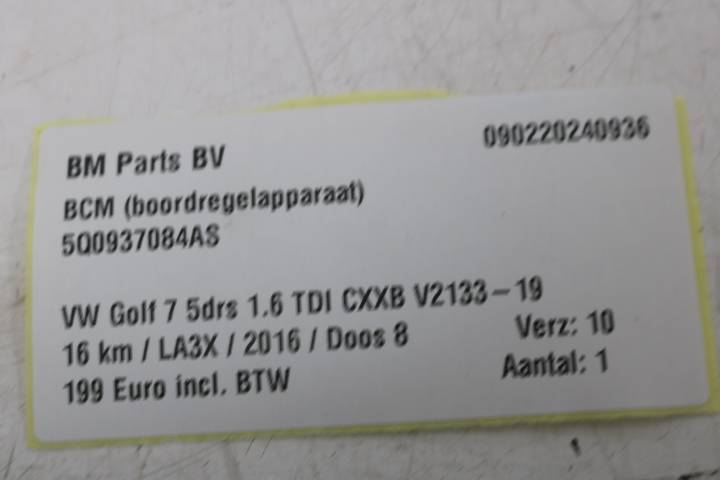 BM Parts BV 090220240936
BCM (boordregelapparaat)
5Q0937084AS
VW Golf 7 5drs 1.6 TDI CXXB V2133-19
16 km / LA3X / 2016 / Doos 8 Verz: 10
199 Euro incl. BTW Aantal: 1